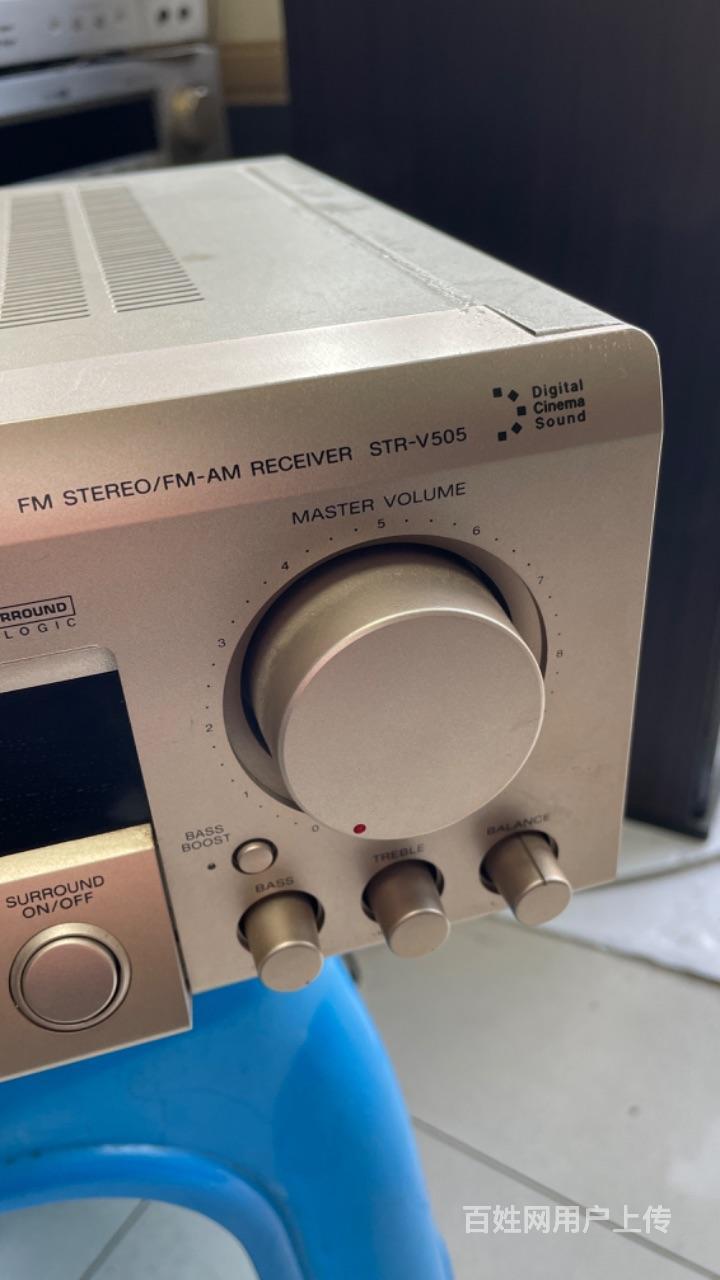 Digital
Cinema
Sound
FM STEREO/FM-AM RECEIVER STR-V505
MASTER VOLUME
0 1 2 3 4 5 6 7 8
LOGIC
BASS
BOOST
BASS
TREBLE
BALANCE
SURROUND
ON/OFF
百姓网用户上传